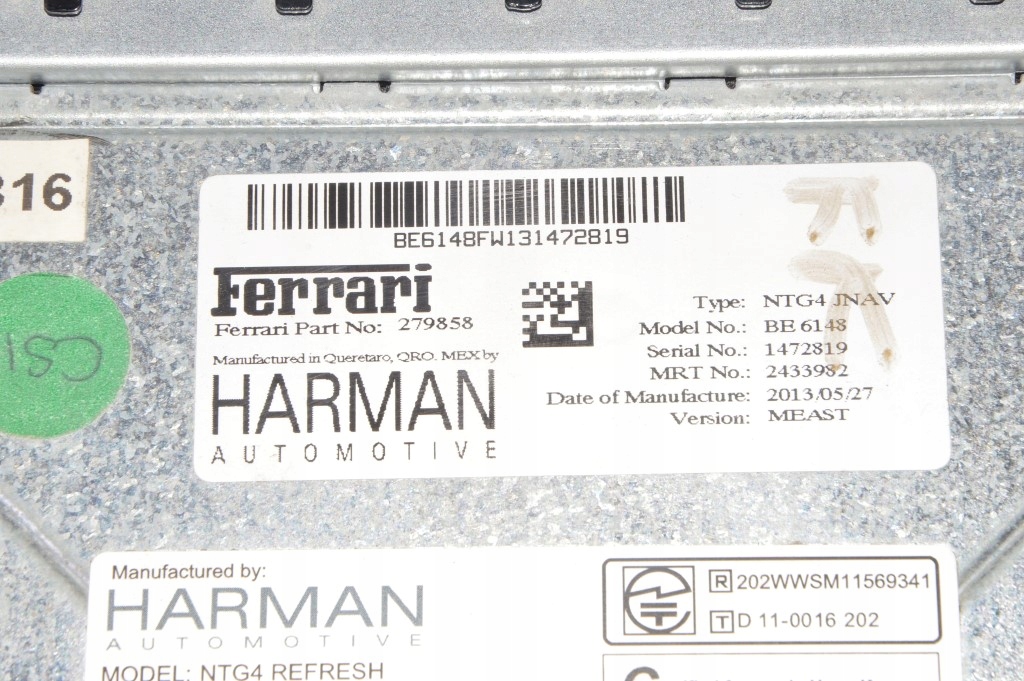 316
CSI
BE6148FW131472819
Ferrari
Ferrari Part No: 279858
Manufactured in Queretaro, QRO. MEX by
HARMAN
AUTOMOTIVE
Type: NTG4 JNAV
Model No.: BE 6148
Serial No.: 1472819
MRT No.: 2433982
Date of Manufacture: 2013/05/27
Version: MEAST
Manufactured by:
HARMAN
AUTOMOTIVE
MODEL: NTG4 REFRESH
R 202WWSM11569341
T D 11-0016 202